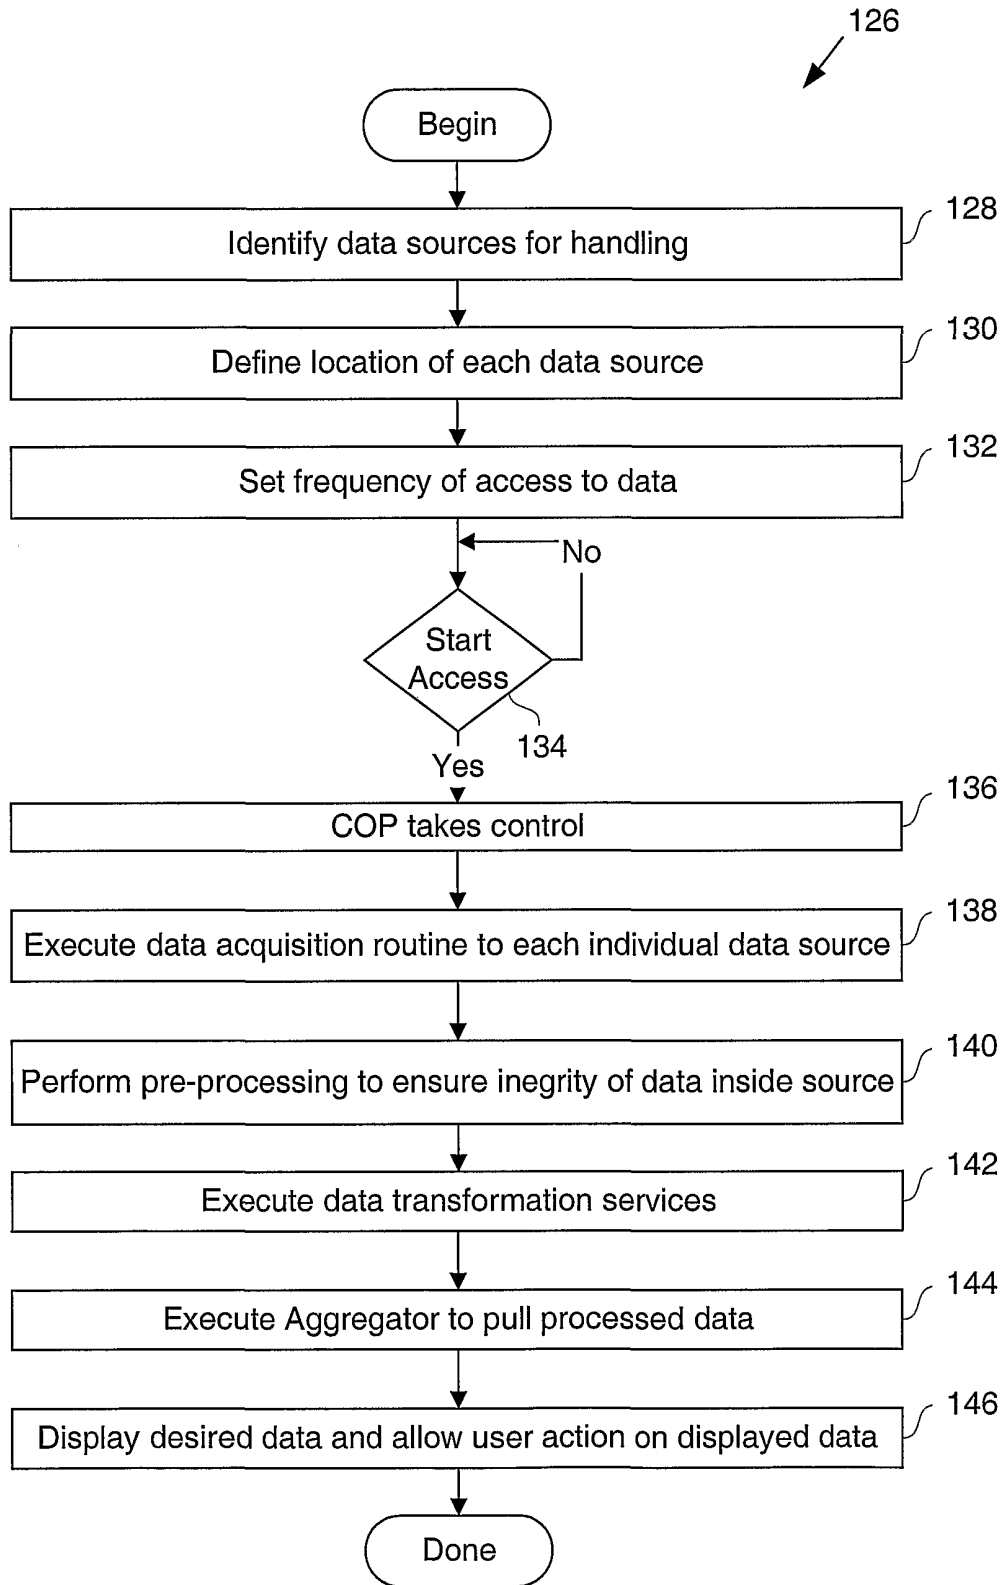 126
Begin
128
Identify data sources for handling
130
Define location of each data source
132
Set frequency of access to data
No
Start
Access
134
Yes
136
COP takes control
138
Execute data acquisition routine to each individual data source
140
Perform pre-processing to ensure inegrity of data inside source
142
Execute data transformation services
144
Execute Aggregator to pull processed data
146
Display desired data and allow user action on displayed data
Done